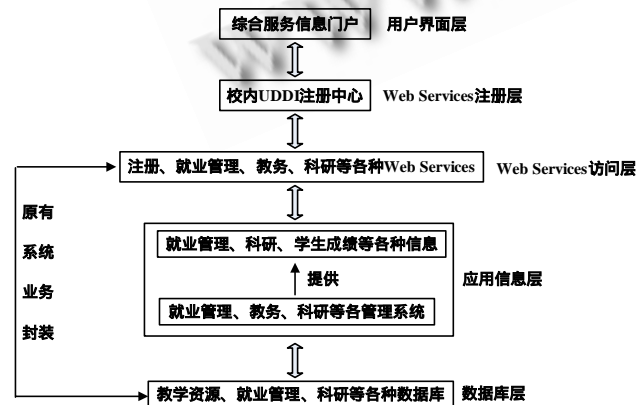 综合服务信息门户 用户界面层
校内UDDI注册中心 Web Services注册层
注册、就业管理、教务、科研等各种Web Services Web Services访问层
原有
系统
业务
封装
就业管理、科研、学生成绩等各种信息
提供
应用信息层
就业管理、教务、科研等各管理系统
教学资源、就业管理、科研等各种数据库 数据库层